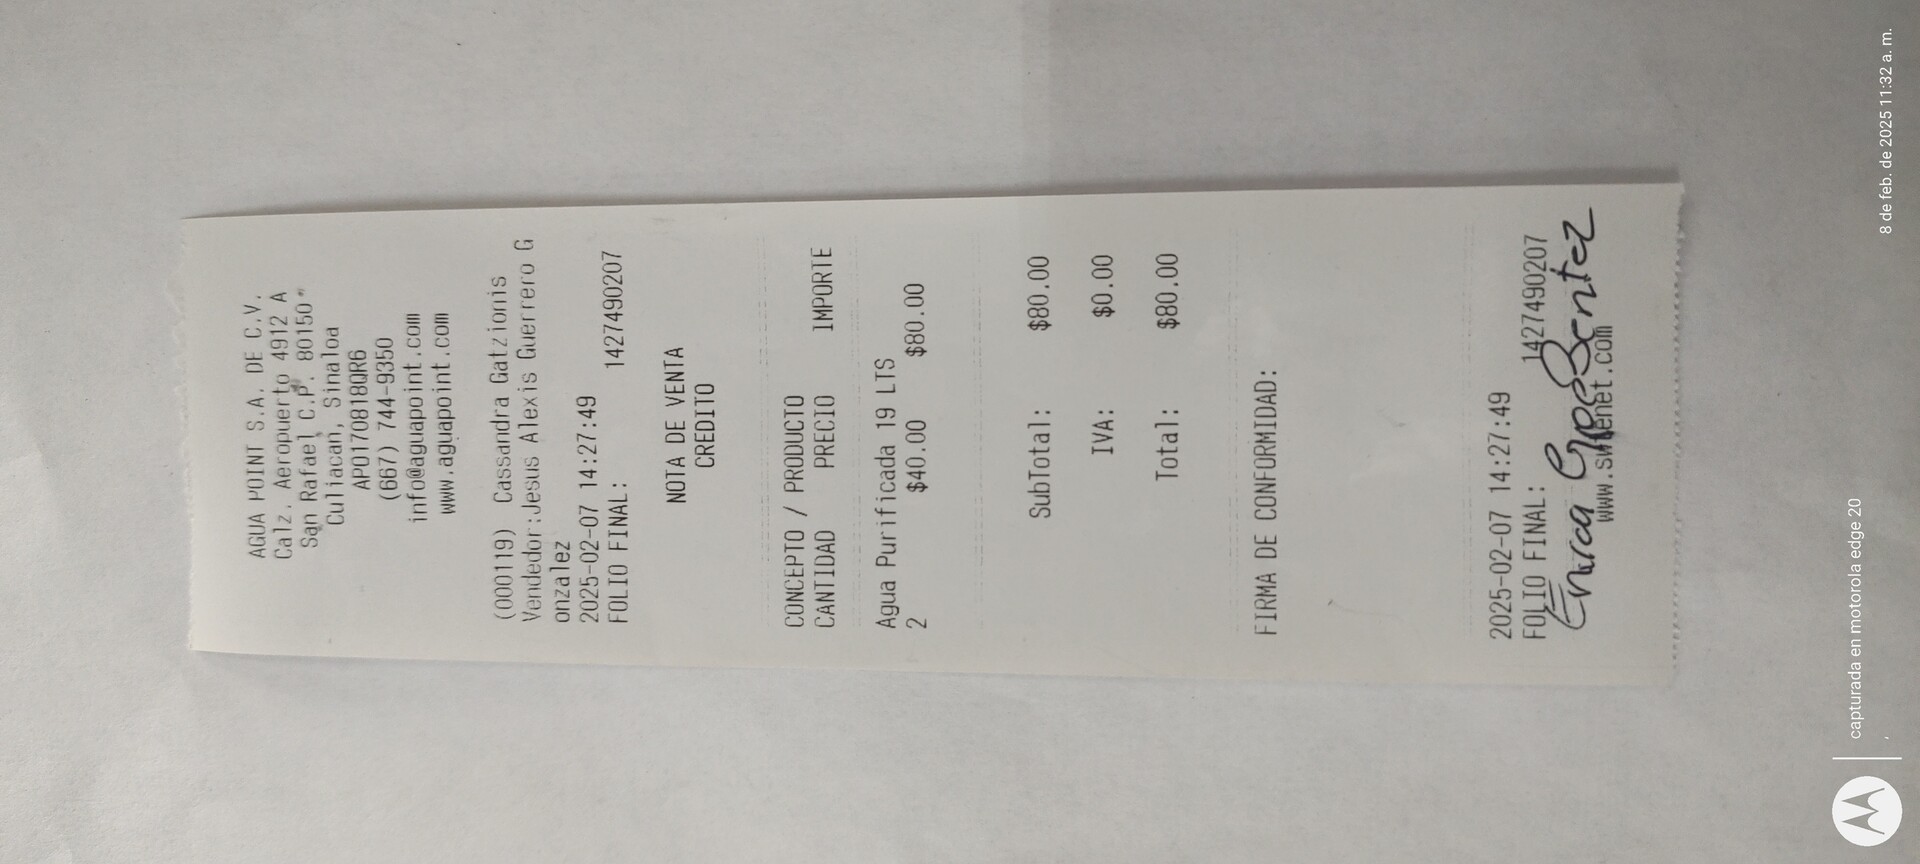 AGUA POINT S.A. DE C.V.
Calz. Aeropuerto 4912 A
San Rafael C.P. 80150"
Culiacan, Sinaloa
APO170818QR6
(667) 744-9350
info@aguapoint.com
www.aguapoint.com
(000119) Cassandra Gatzionis
Vendedor:Jesus Alexis Guerrero G
onzalez
2025-02-07 14:27:49
FOLIO FINAL: 1427490207
NOTA DE VENTA
CREDITO
CONCEPTO / PRODUCTO
CANTIDAD PRECIO IMPORTE
Agua Purificada 19 LTS
2 $40.00 $80.00
SubTotal: $80.00
IVA: $0.00
Total: $80.00
FIRMA DE CONFORMIDAD:
2025-02-07 14:27:49
FOLIO FINAL: 1427490207
www.swenet.com
capturada en motorola edge 20
8 de feb. de 2025 11:32 a. m.